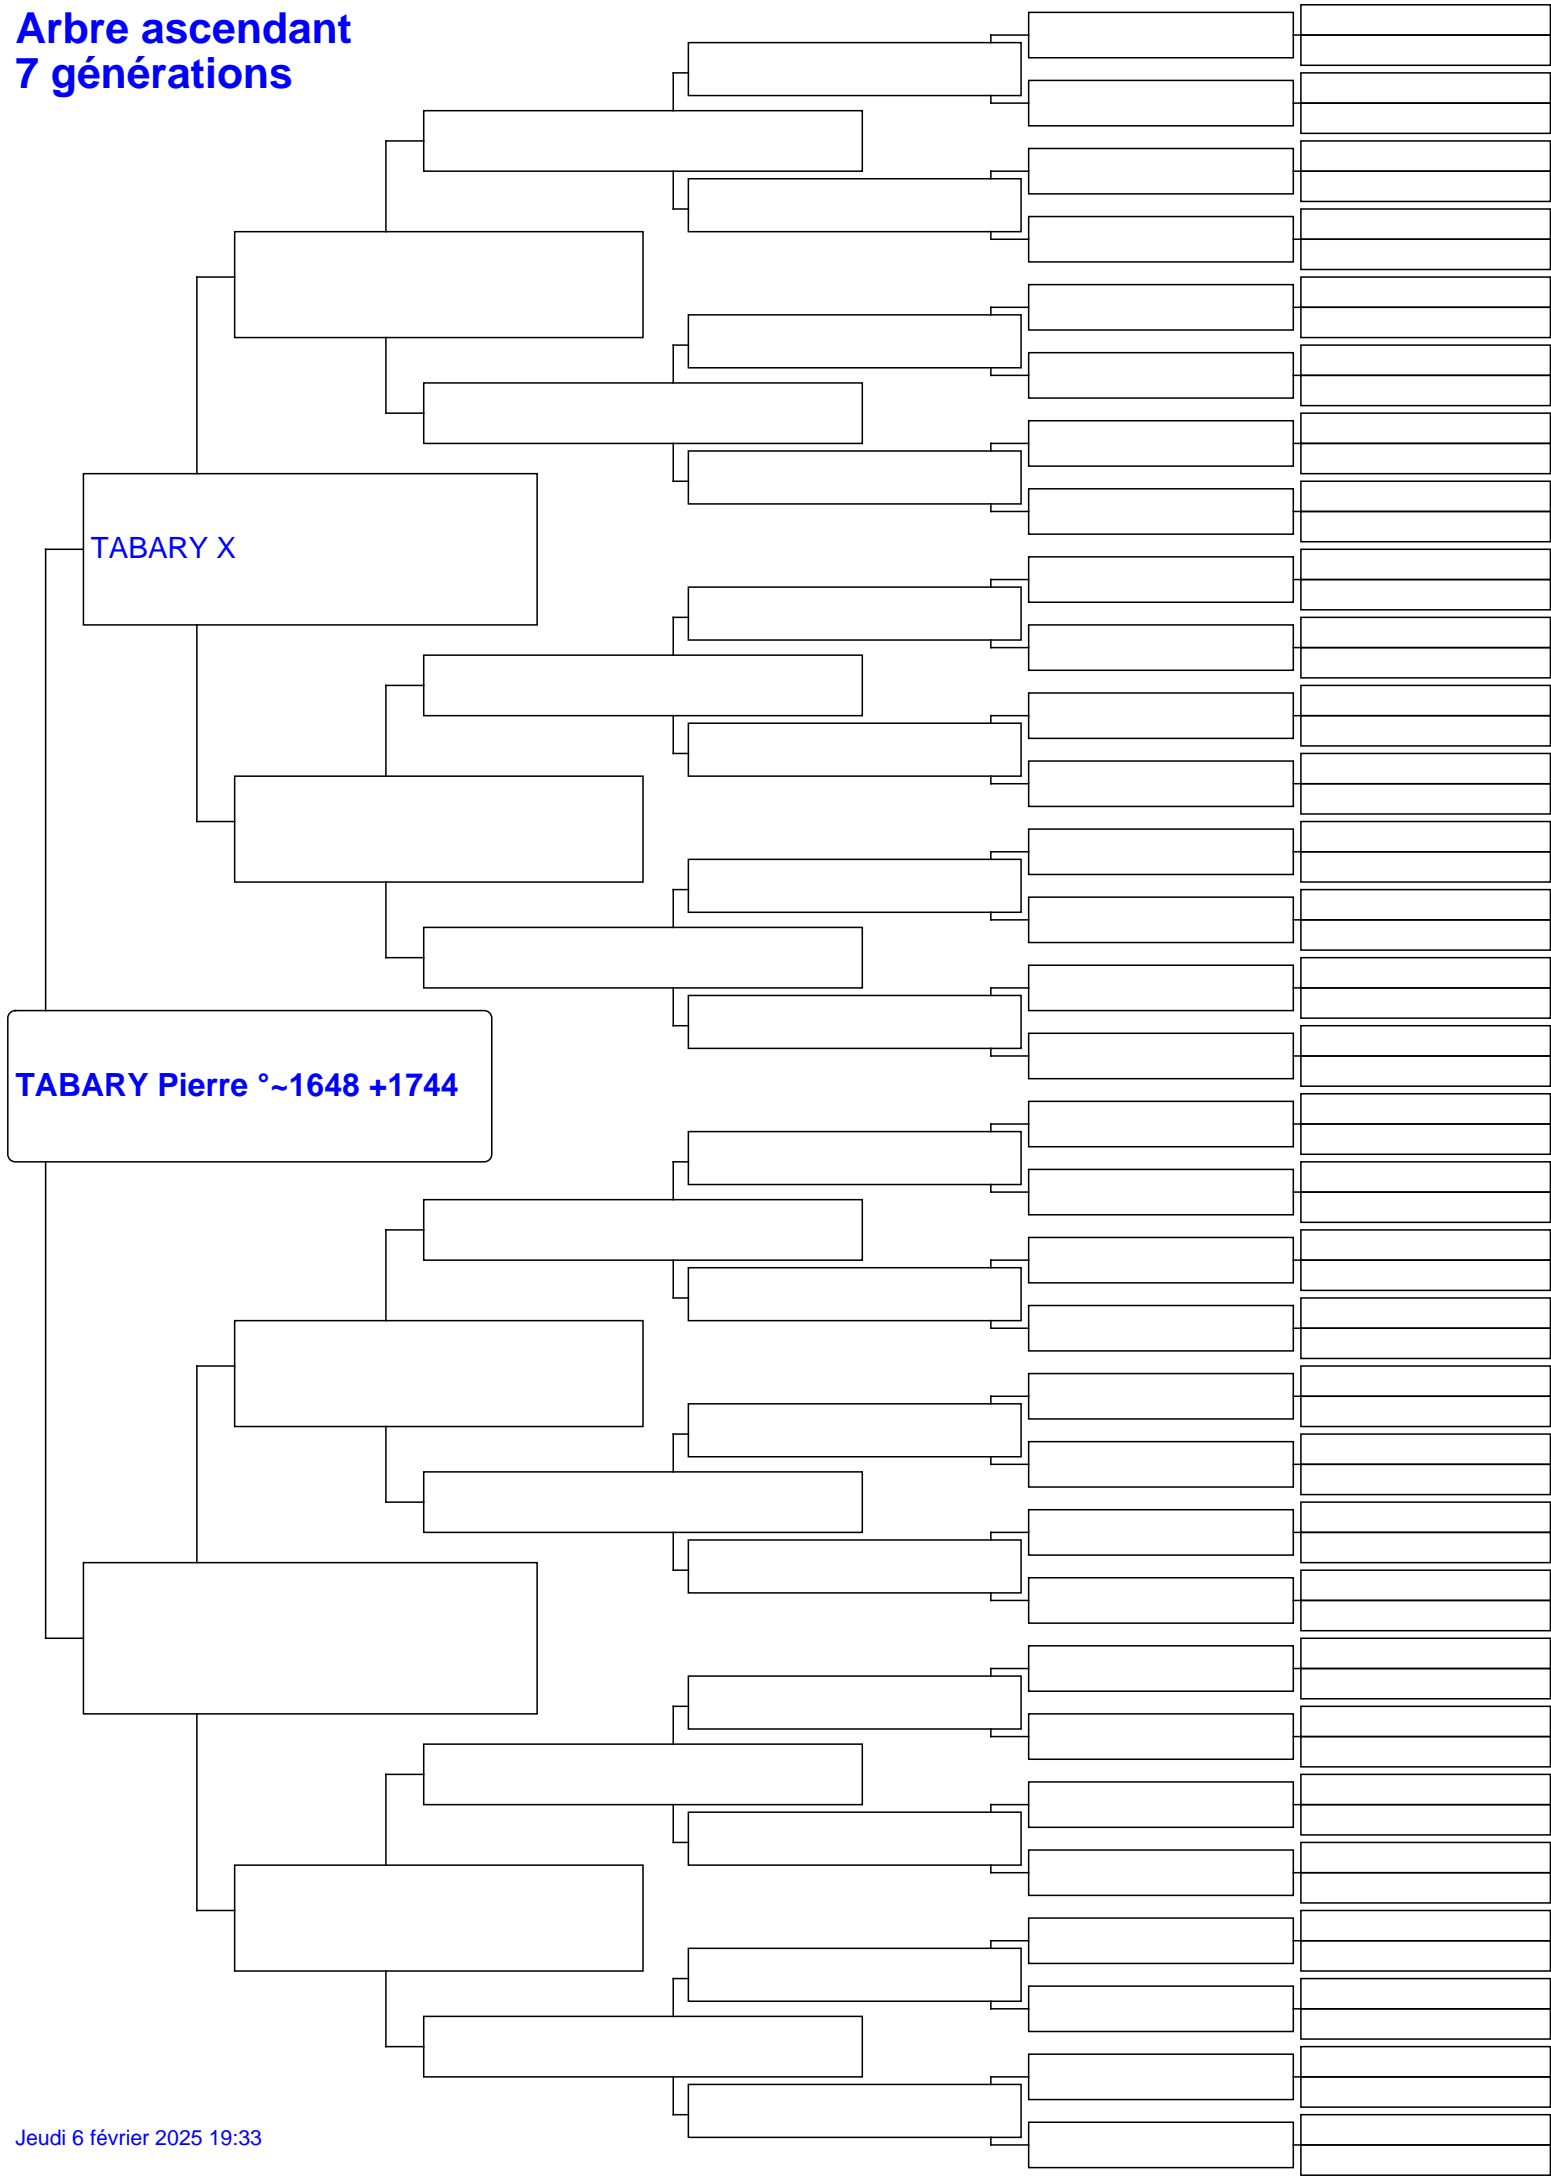 Arbre ascendant
7 générations
TABARY X
TABARY Pierre °~1648 +1744
Jeudi 6 février 2025 19:33